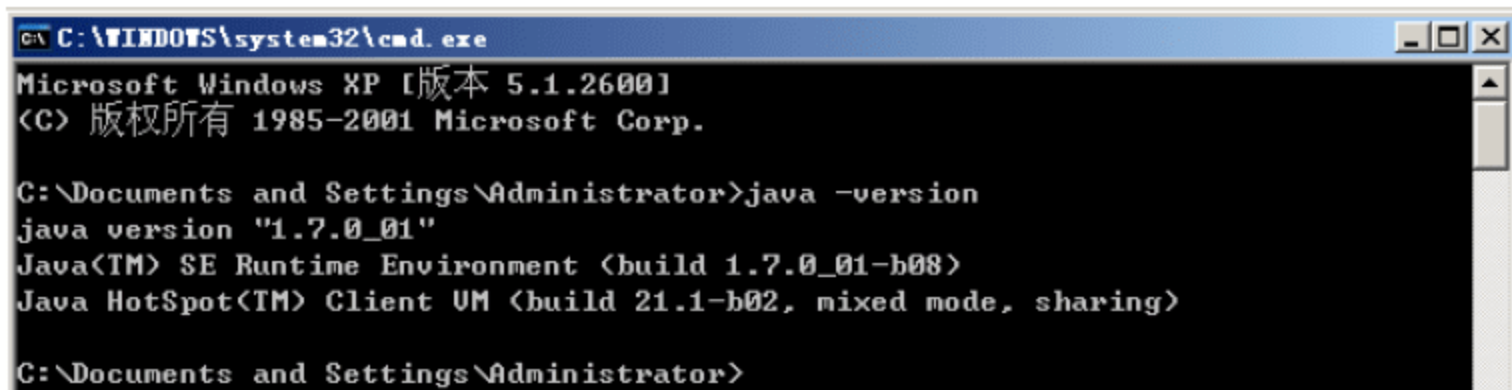 C:\WINDOWS\system32\cmd.exe
Microsoft Windows XP [版本 5.1.2600]
(C) 版权所有 1985-2001 Microsoft Corp.
C:\Documents and Settings\Administrator>java -version
java version "1.7.0_01"
Java(TM) SE Runtime Environment (build 1.7.0_01-b08)
Java HotSpot(TM) Client VM (build 21.1-b02, mixed mode, sharing)
C:\Documents and Settings\Administrator>